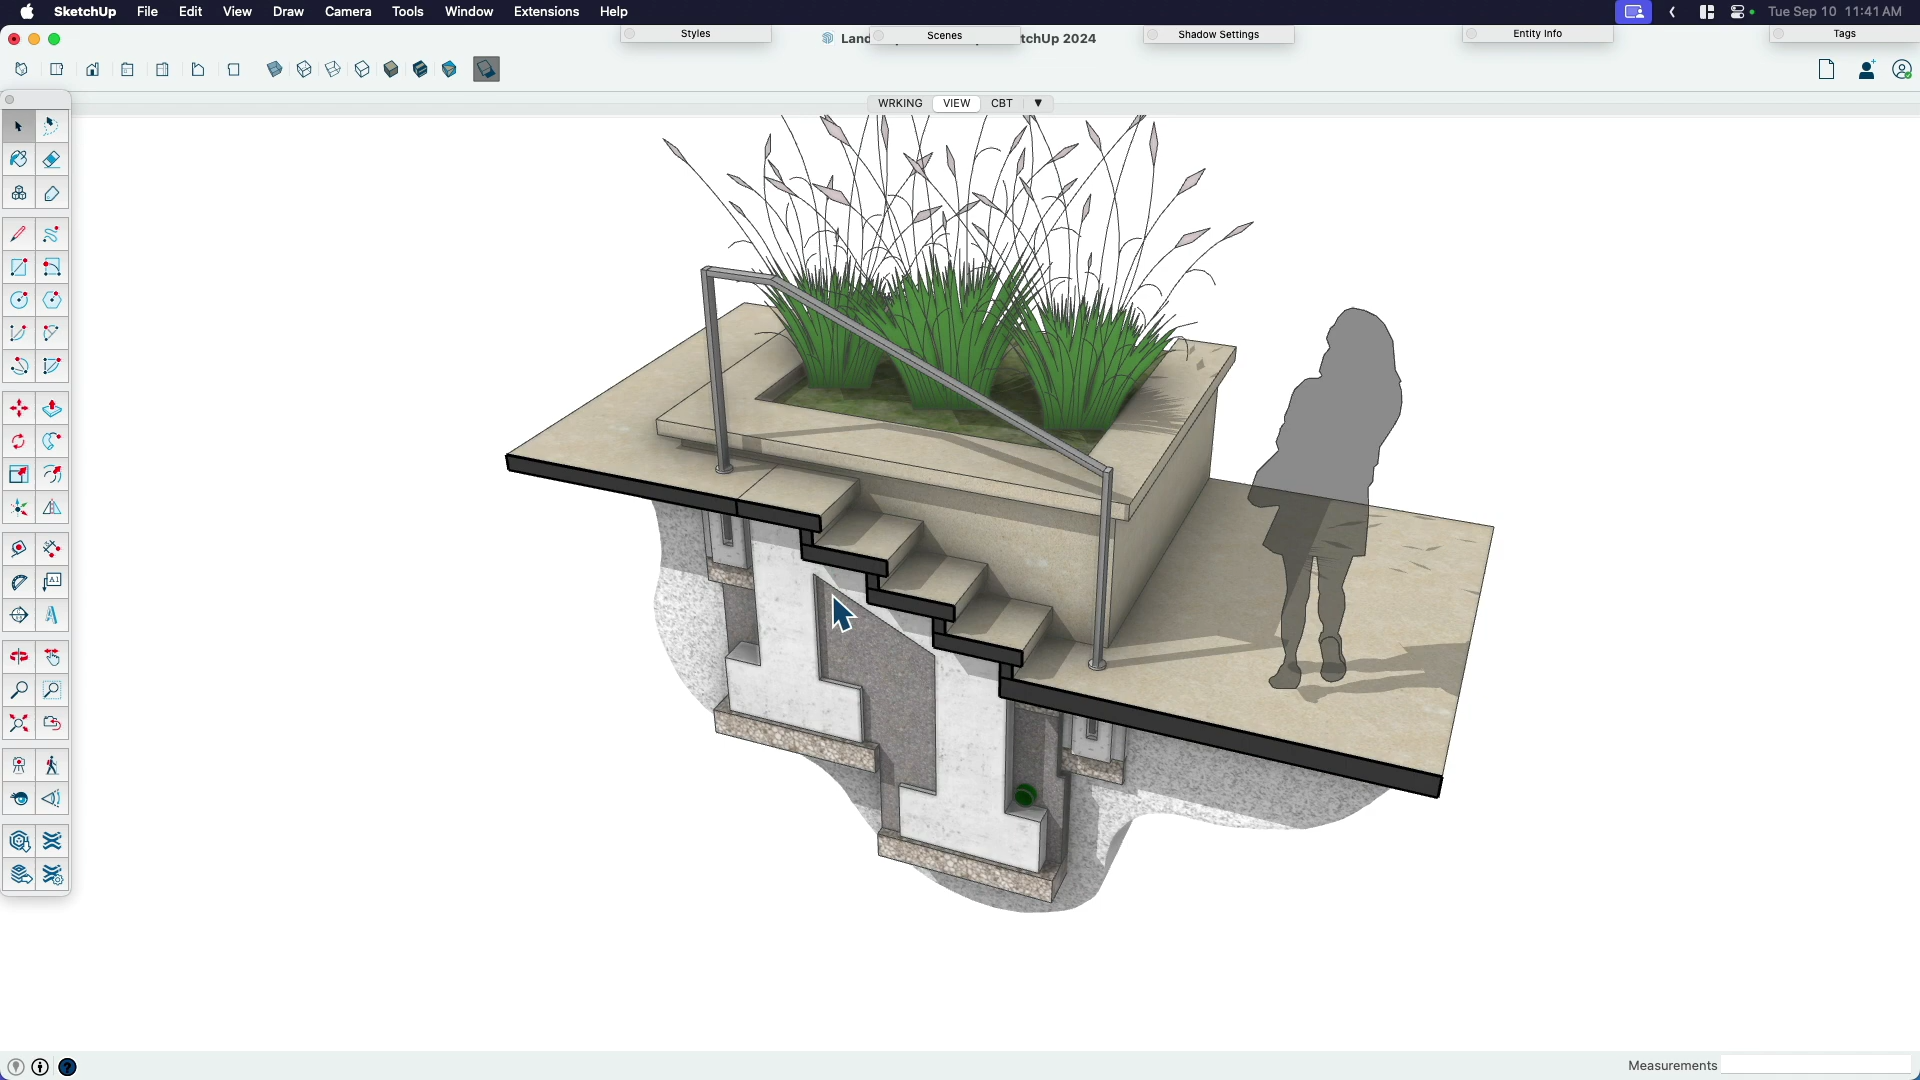 SketchUp File Edit View Draw Camera Tools Window Extensions Help Tue Sep 10 11:41 AM
Styles
Scenes
tchUp 2024
Shadow Settings
Entity Info
Tags
WRKING VIEW CBT
A1
Measurements